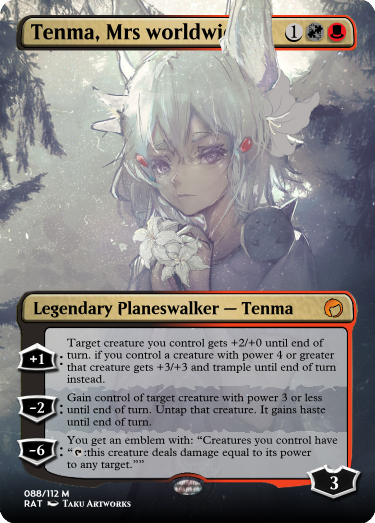 Tenma, Mrs worldwi
1
Legendary Planeswalker — Tenma
+1 : Target creature you control gets +2/+0 until end of
turn. if you control a creature with power 4 or greater
that creature gets +3/+3 and trample until end of turn
instead.
-2 : Gain control of target creature with power 3 or less
until end of turn. Untap that creature. It gains haste
until end of turn.
-6 : You get an emblem with: “Creatures you control have
“:this creature deals damage equal to its power
to any target.””
3
088/112 M
RAT Taku Artworks